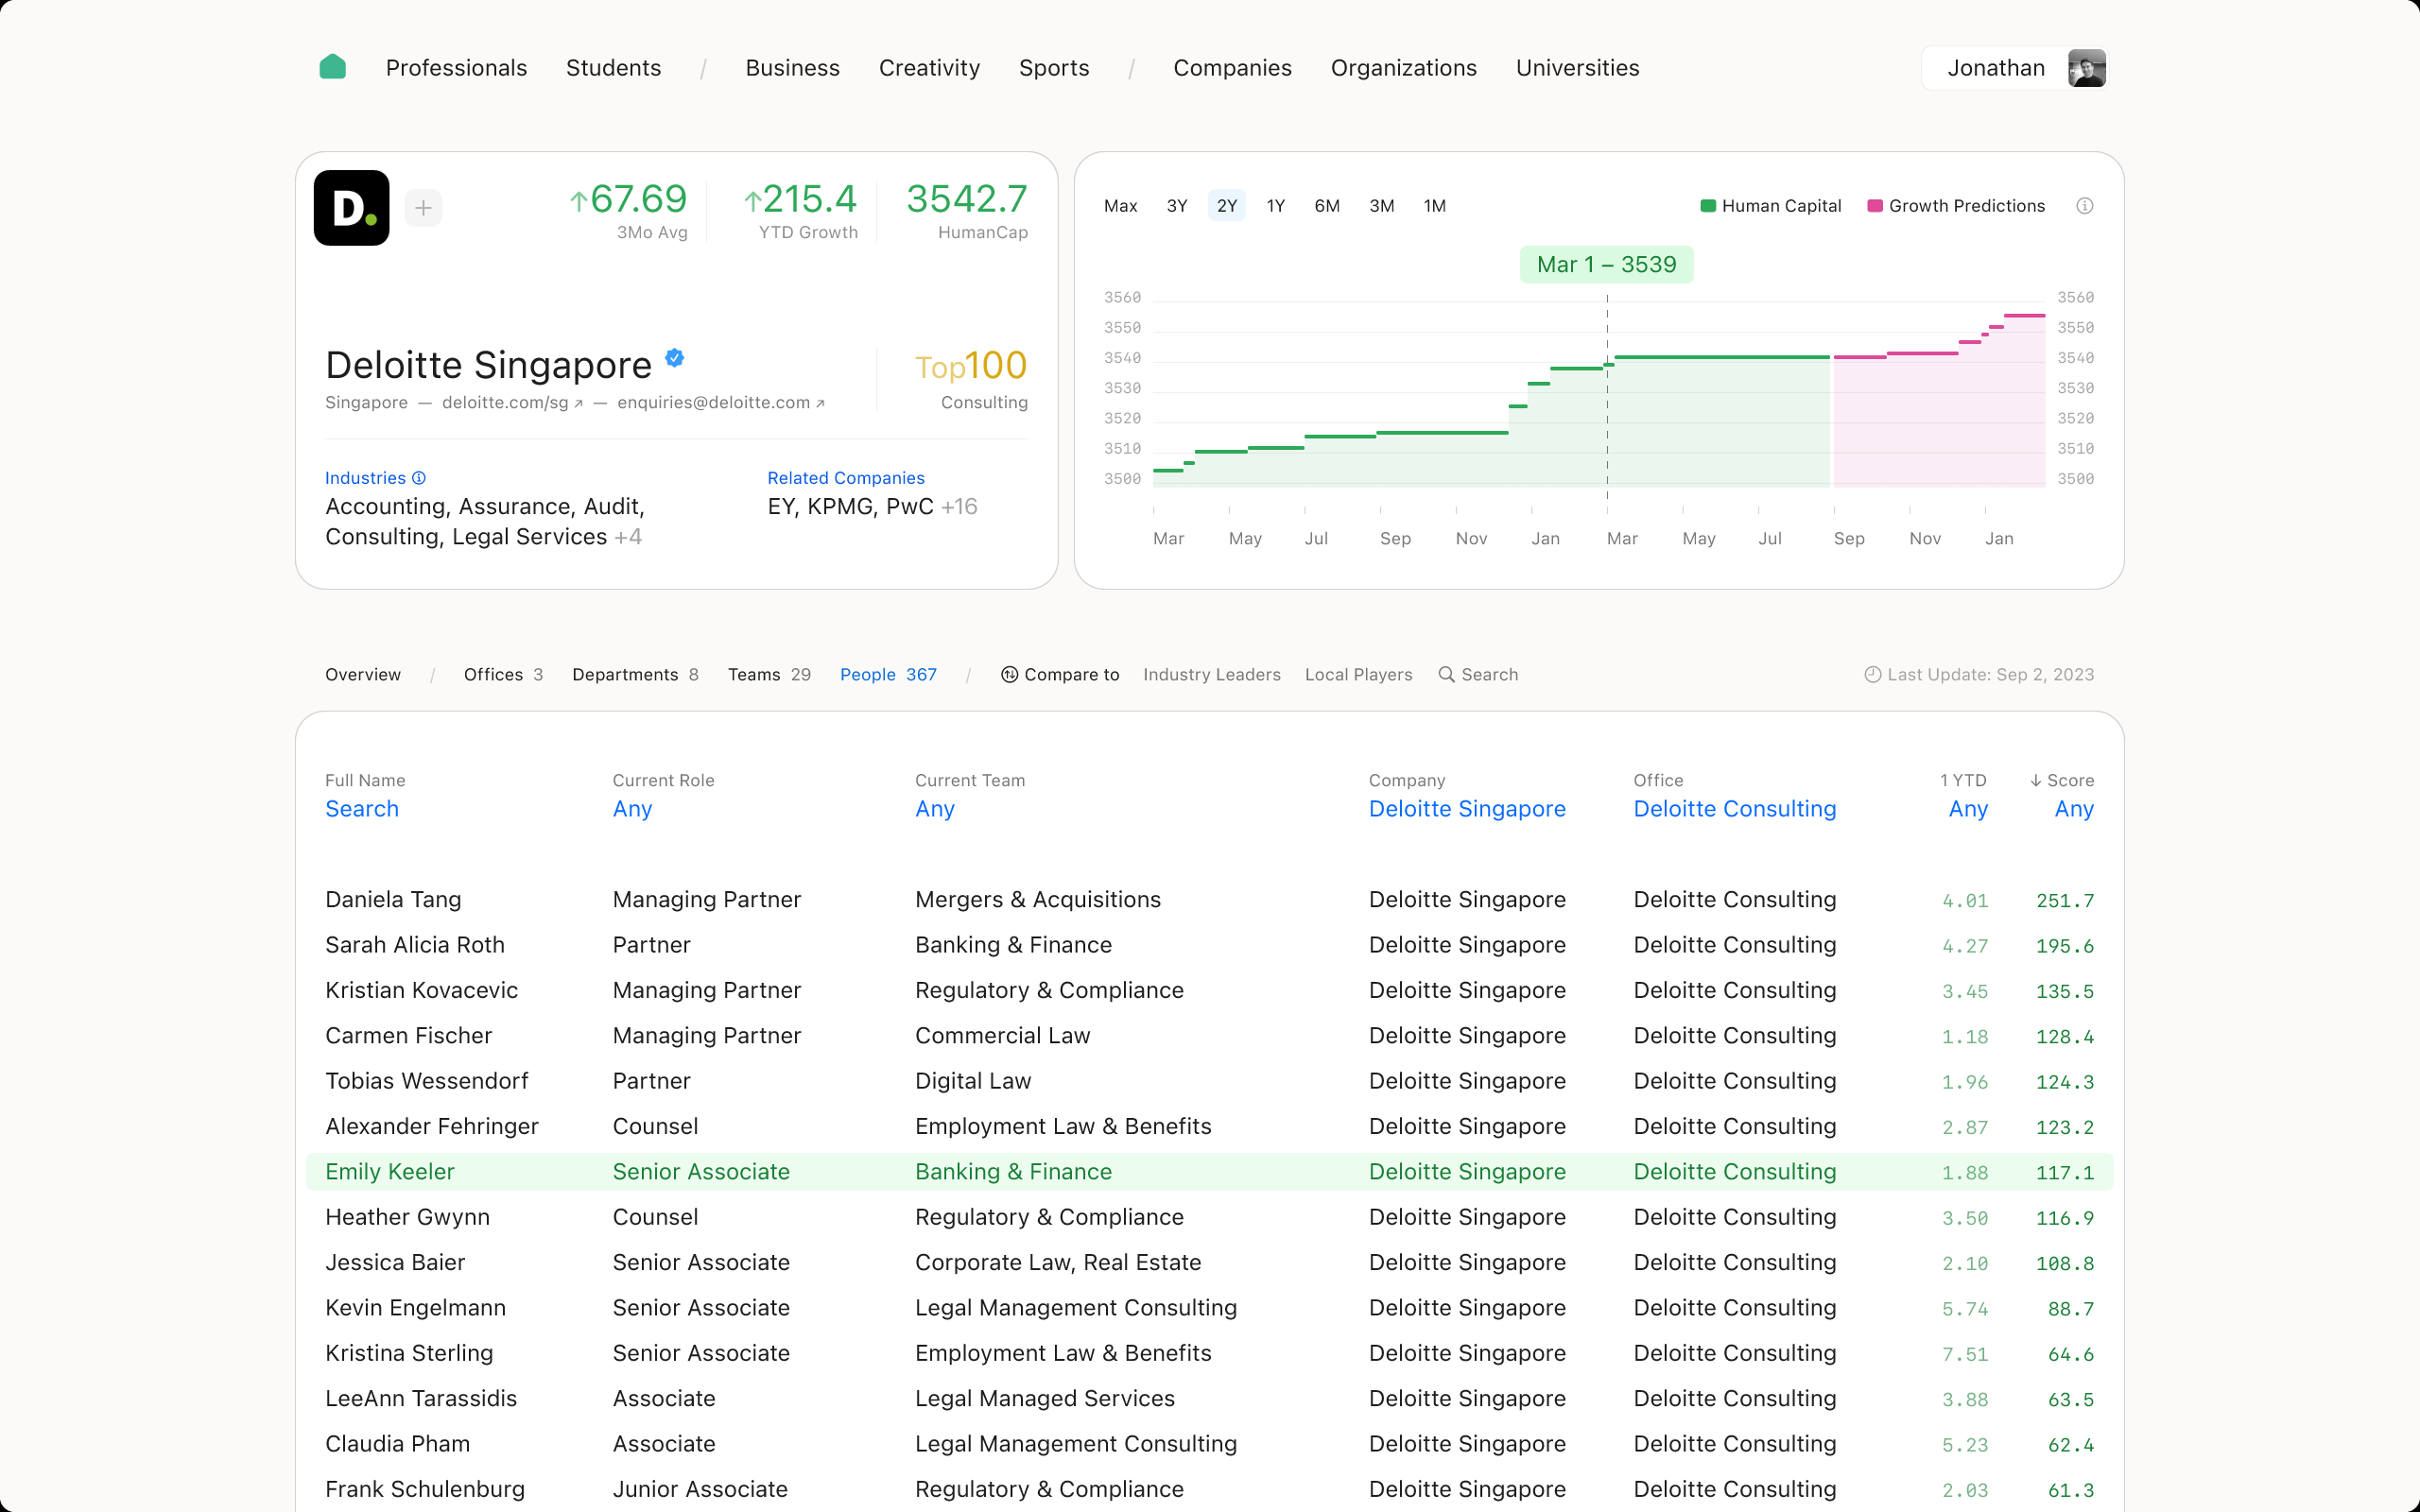 Professionals Students / Business Creativity Sports / Companies Organizations Universities Jonathan
D.
+
↑67.69 ↑215.4 3542.7
3Mo Avg YTD Growth HumanCap
Deloitte Singapore Top100
Singapore — deloitte.com/sg ↗ — enquiries@deloitte.com ↗ Consulting
Industries Related Companies
Accounting, Assurance, Audit, EY, KPMG, PwC +16
Consulting, Legal Services +4
Max 3Y 2Y 1Y 6M 3M 1M Human Capital Growth Predictions
Mar 1 – 3539
3560 3560
3550 3550
3540 3540
3530 3530
3520 3520
3510 3510
3500 3500
Mar May Jul Sep Nov Jan Mar May Jul Sep Nov Jan
Overview / Offices 3 Departments 8 Teams 29 People 367 / Compare to Industry Leaders Local Players Search Last Update: Sep 2, 2023
Full Name Current Role Current Team Company Office 1 YTD ↓ Score
Search Any Any Deloitte Singapore Deloitte Consulting Any Any
Daniela Tang Managing Partner Mergers & Acquisitions Deloitte Singapore Deloitte Consulting 4.01 251.7
Sarah Alicia Roth Partner Banking & Finance Deloitte Singapore Deloitte Consulting 4.27 195.6
Kristian Kovacevic Managing Partner Regulatory & Compliance Deloitte Singapore Deloitte Consulting 3.45 135.5
Carmen Fischer Managing Partner Commercial Law Deloitte Singapore Deloitte Consulting 1.18 128.4
Tobias Wessendorf Partner Digital Law Deloitte Singapore Deloitte Consulting 1.96 124.3
Alexander Fehringer Counsel Employment Law & Benefits Deloitte Singapore Deloitte Consulting 2.87 123.2
Emily Keeler Senior Associate Banking & Finance Deloitte Singapore Deloitte Consulting 1.88 117.1
Heather Gwynn Counsel Regulatory & Compliance Deloitte Singapore Deloitte Consulting 3.50 116.9
Jessica Baier Senior Associate Corporate Law, Real Estate Deloitte Singapore Deloitte Consulting 2.10 108.8
Kevin Engelmann Senior Associate Legal Management Consulting Deloitte Singapore Deloitte Consulting 5.74 88.7
Kristina Sterling Senior Associate Employment Law & Benefits Deloitte Singapore Deloitte Consulting 7.51 64.6
LeeAnn Tarassidis Associate Legal Managed Services Deloitte Singapore Deloitte Consulting 3.88 63.5
Claudia Pham Associate Legal Management Consulting Deloitte Singapore Deloitte Consulting 5.23 62.4
Frank Schulenburg Junior Associate Regulatory & Compliance Deloitte Singapore Deloitte Consulting 2.03 61.3